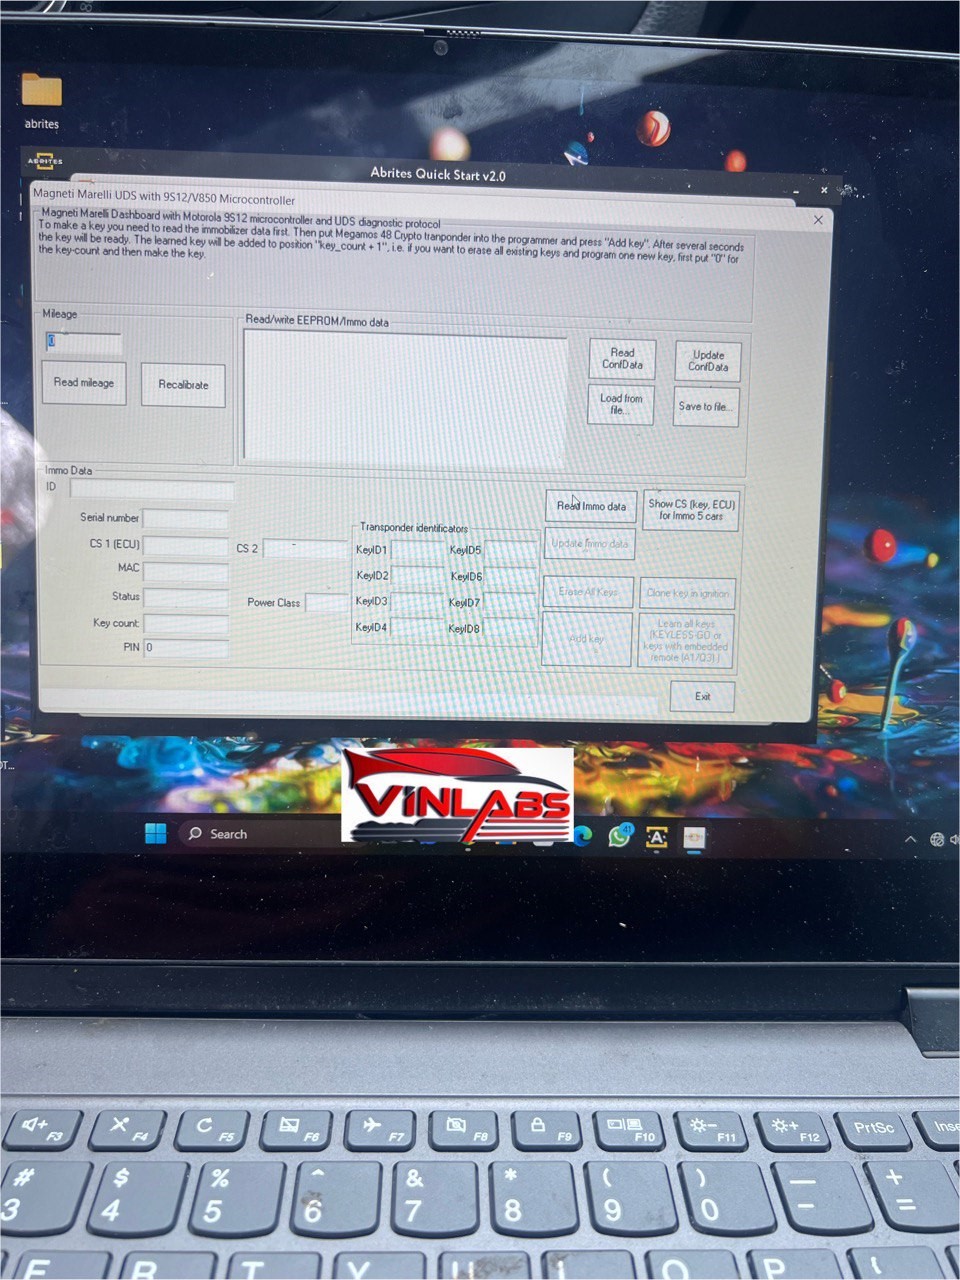 abrites
ABRITES
Abrites Quick Start v2.0
Magneti Marelli UDS with 9S12/V850 Microcontroller
Magneti Marelli Dashboard with Motorola 9S12 microcontroller and UDS diagnostic protocol
To make a key you need to read the immobilizer data first. Then put Megamos 48 Crypto tranponder into the programmer and press "Add key". After several seconds
the key will be ready. The learned key will be added to position "key_count + 1", i.e. if you want to erase all existing keys and program one new key, first put "0" for
the key-count and then make the key.
Mileage
0
Read mileage
Recalibrate
Read/write EEPROM/Immo data
Read
ConfData
Update
ConfData
Load from
file...
Save to file...
Immo Data
ID
Serial number
CS 1 (ECU)
CS 2
MAC
Status
Power Class
Key count
PIN 0
Transponder identificators
KeyID1
KeyID5
KeyID2
KeyID6
KeyID3
KeyID7
KeyID4
KeyID8
Read Immo data
Show CS (key, ECU)
for Immo 5 cars
Update Immo data
Erase All Keys
Clone key in ignition
Add key
Learn all keys
(KEYLESS-GO or
keys with embedded
remote (A1/Q3) )
Exit
VINLABS
Search
41
A
F3 F4 F5 F6 F7 F8 F9 F10 F11 F12 PrtSc Inse
# $ % ^ & * ( ) — +
3 4 5 6 7 8 9 0 - =
E R T Y U I O P {